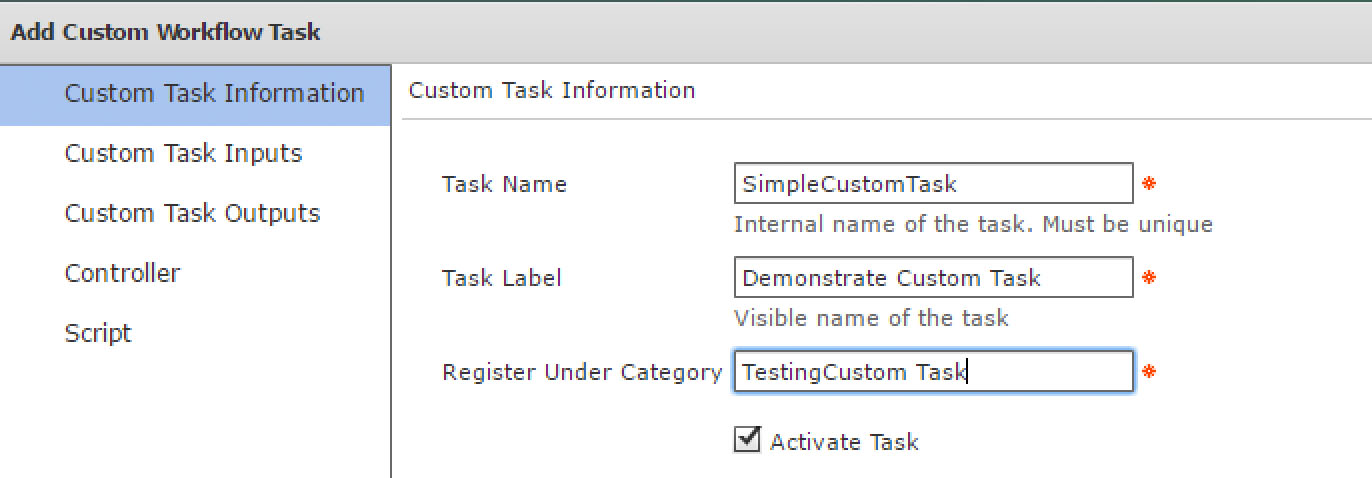 Add Custom Workflow Task
Custom Task Information
Custom Task Inputs
Custom Task Outputs
Controller
Script
Custom Task Information
Task Name SimpleCustomTask *
Internal name of the task. Must be unique
Task Label Demonstrate Custom Task *
Visible name of the task
Register Under Category TestingCustom Task *
Activate Task